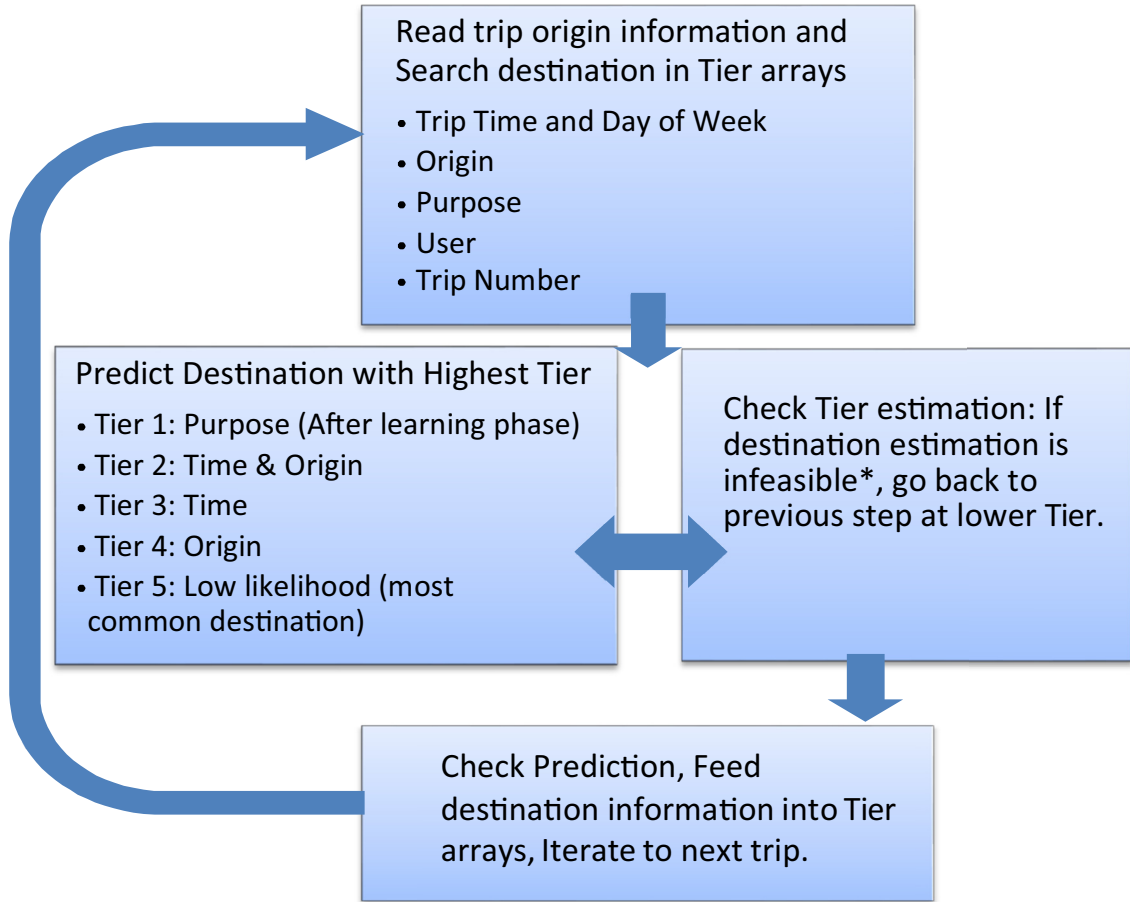 Read trip origin information and
Search destination in Tier arrays
• Trip Time and Day of Week
• Origin
• Purpose
• User
• Trip Number
Predict Destination with Highest Tier
• Tier 1: Purpose (After learning phase)
• Tier 2: Time & Origin
• Tier 3: Time
• Tier 4: Origin
• Tier 5: Low likelihood (most
common destination)
Check Tier estimation: If
destination estimation is
infeasible*, go back to
previous step at lower Tier.
Check Prediction, Feed
destination information into Tier
arrays, Iterate to next trip.